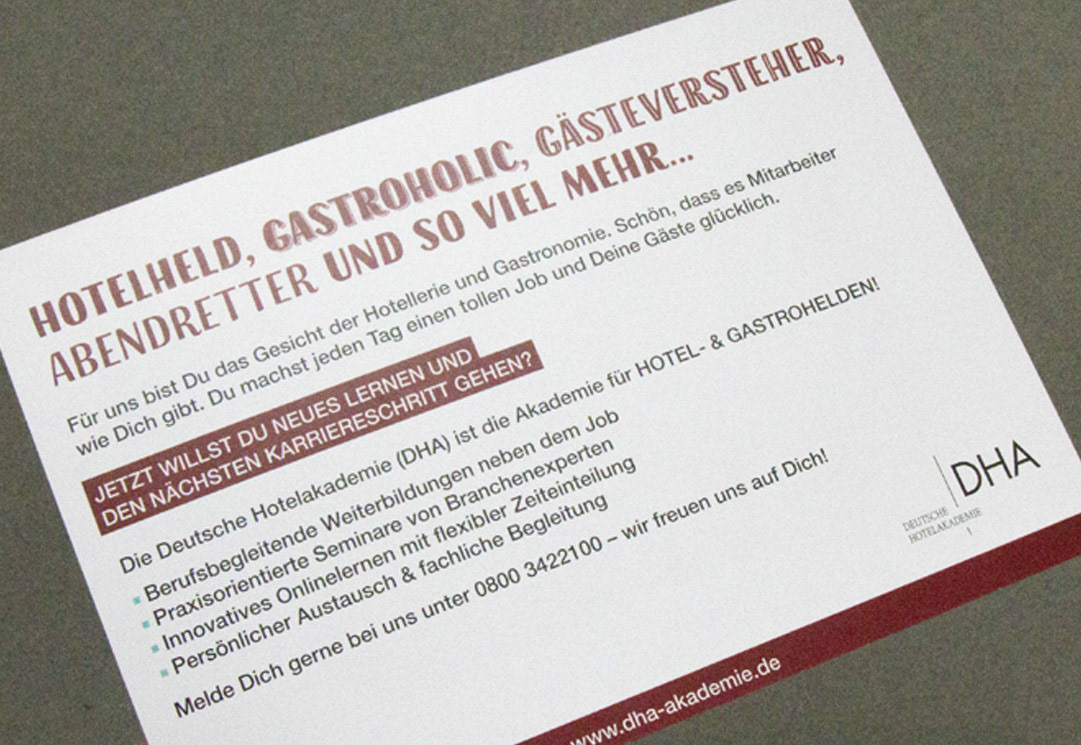 HOTELHELD, GASTROHOLIC, GÄSTEVERSTEHER,
ABENDRETTER UND SO VIEL MEHR...
Für uns bist Du das Gesicht der Hotellerie und Gastronomie. Schön, dass es Mitarbeiter
wie Dich gibt. Du machst jeden Tag einen tollen Job und Deine Gäste glücklich.
JETZT WILLST DU NEUES LERNEN UND
DEN NÄCHSTEN KARRIERESCHRITT GEHEN?
Die Deutsche Hotelakademie (DHA) ist die Akademie für HOTEL- & GASTROHELDEN!
▪ Berufsbegleitende Weiterbildungen neben dem Job
▪ Praxisorientierte Seminare von Branchenexperten
▪ Innovatives Onlinelernen mit flexibler Zeiteinteilung
▪ Persönlicher Austausch & fachliche Begleitung
Melde Dich gerne bei uns unter 0800 3422100 – wir freuen uns auf Dich!
DHA
DEUTSCHE
HOTELAKADEMIE
www.dha-akademie.de